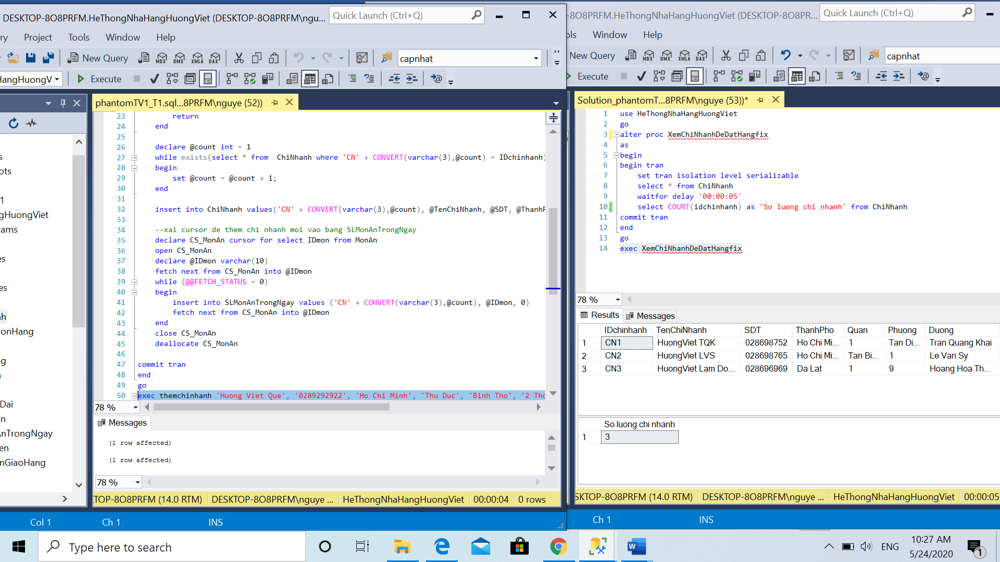 DESKTOP-8O8PRFM.HeThongNhaHangHuongViet (DESKTOP-8O8PRFM\ngu...
Quick Launch (Ctrl+Q)
ry Project Tools Window Help
New Query
MDX DMX XMLA DAX
capnhat
HangHuongV
Execute
phantomTV1_T1.sql...8PRFM\nguye (52))
s
ots
1
gHuongViet
rams
es
es
nh
OonHang
g
Dai
en
AnTrongNgay
en
nGiaoHang
23 return
24 end
25
26 declare @count int = 1
27 while exists(select * from  ChiNhanh where 'CN' + CONVERT(varchar(3),@count) = IDchinhanh)
28 begin
29 set @count = @count + 1;
30 end
31
32 insert into ChiNhanh values('CN' + CONVERT(varchar(3),@count), @TenChiNhanh, @SDT, @ThanhP
33
34 --xai cursor de them chi nhanh moi vao bang SLMonAnTrongNgay
35 declare CS_MonAn cursor for select IDmon from MonAn
36 open CS_MonAn
37 declare @IDmon varchar(10)
38 fetch next from CS_MonAn into @IDmon
39 while (@@FETCH_STATUS = 0)
40 begin
41 insert into SLMonAnTrongNgay values ('CN' + CONVERT(varchar(3),@count), @IDmon, 0)
42 fetch next from CS_MonAn into @IDmon
43 end
44 close CS_MonAn
45 deallocate CS_MonAn
46
47 commit tran
48 end
49 go
50 exec themchinhanh 'Huong Viet Que', '0289292922', 'Ho Chi Minh', 'Thu Duc', 'Binh Tho', '2 Tho
78 %
Messages
(1 row affected)
(1 row affected)
78 %
TOP-8O8PRFM (14.0 RTM) DESKTOP-8O8PRFM\nguye ... HeThongNhaHangHuongViet 00:00:04 0 rows
Col 1 Ch 1 INS
-8O8PRFM.HeThongNhaHangHuongViet (DESKTOP-8O8PR...
Quick Launch (Ctrl+Q)
ols Window Help
New Query
MDX DMX XMLA DAX
capnhat
Execute
Solution_phantomT...8PRFM\nguye (53))*
1 use HeThongNhaHangHuongViet
2 go
3 alter proc XemChiNhanhDeDatHangfix
4 as
5 begin
6 begin tran
7 set tran isolation level serializable
8 select * from ChiNhanh
9 waitfor delay '00:00:05'
10 select COUNT(idchinhanh) as 'So luong chi nhanh' from ChiNhanh
11 commit tran
12 end
13 go
14 exec XemChiNhanhDeDatHangfix
78 %
Results Messages
IDchinhanh TenChiNhanh SDT ThanhPho Quan Phuong Duong
1 CN1 HuongViet TQK 028698752 Ho Chi Mi... 1 Tan Di... Tran Quang Khai
2 CN2 HuongViet LVS 028698765 Ho Chi Mi... Tan Bi... 1 Le Van Sy
3 CN3 HuongViet Lam Do... 028696969 Da Lat 1 9 Hoang Hoa Th...
So luong chi nhanh
1 3
SKTOP-8O8PRFM (14.0 RTM) DESKTOP-8O8PRFM\nguye ... HeThongNhaHangHuongViet 00:00:05
Ch 1 INS
Type here to search
ENG
10:27 AM
5/24/2020
1